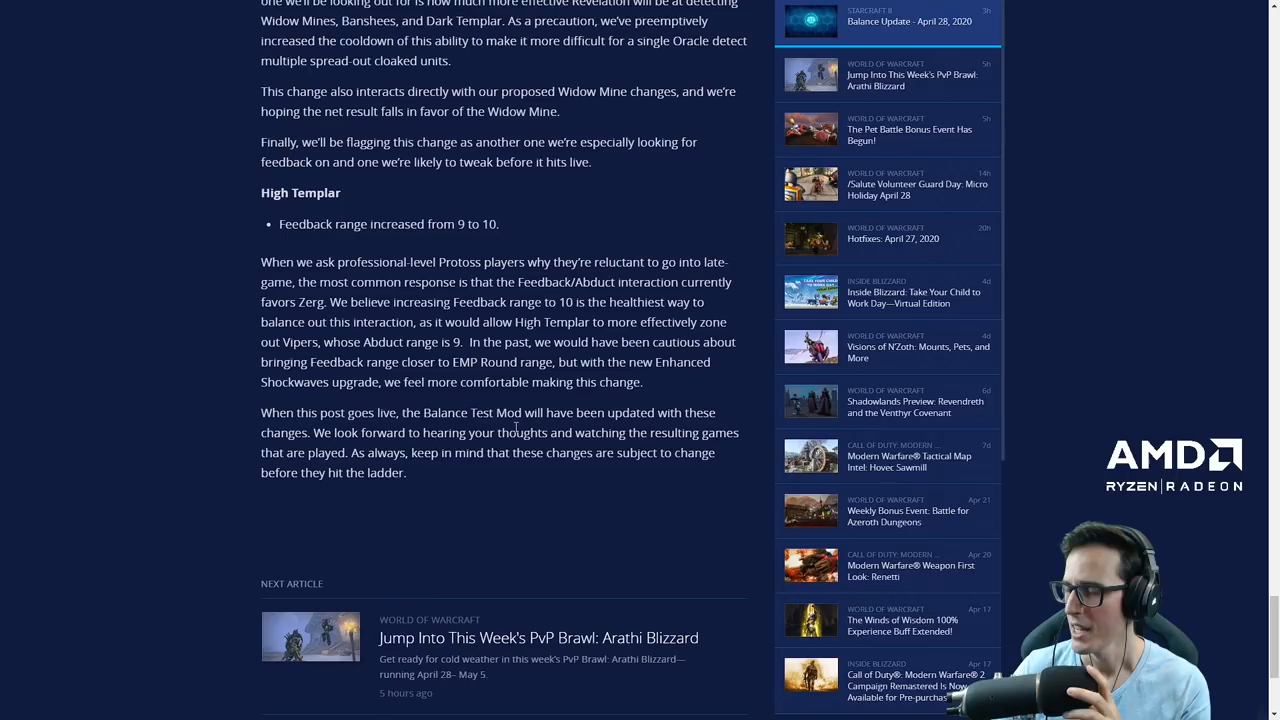 one we'll be looking out for is how much more effective Revelation will be at detecting
Widow Mines, Banshees, and Dark Templar. As a precaution, we've preemptively
increased the cooldown of this ability to make it more difficult for a single Oracle detect
multiple spread-out cloaked units.
This change also interacts directly with our proposed Widow Mine changes, and we're
hoping the net result falls in favor of the Widow Mine.
Finally, we'll be flagging this change as another one we're especially looking for
feedback on and one we're likely to tweak before it hits live.
High Templar
• Feedback range increased from 9 to 10.
When we ask professional-level Protoss players why they're reluctant to go into late-
game, the most common response is that the Feedback/Abduct interaction currently
favors Zerg. We believe increasing Feedback range to 10 is the healthiest way to
balance out this interaction, as it would allow High Templar to more effectively zone
out Vipers, whose Abduct range is 9. In the past, we would have been cautious about
bringing Feedback range closer to EMP Round range, but with the new Enhanced
Shockwaves upgrade, we feel more comfortable making this change.
When this post goes live, the Balance Test Mod will have been updated with these
changes. We look forward to hearing your thoughts and watching the resulting games
that are played. As always, keep in mind that these changes are subject to change
before they hit the ladder.
NEXT ARTICLE
WORLD OF WARCRAFT
Jump Into This Week's PvP Brawl: Arathi Blizzard
Get ready for cold weather in this week's PvP Brawl: Arathi Blizzard—
running April 28– May 5.
5 hours ago
STARCRAFT II 3h
Balance Update - April 28, 2020
WORLD OF WARCRAFT 5h
Jump Into This Week's PvP Brawl:
Arathi Blizzard
WORLD OF WARCRAFT 5h
The Pet Battle Bonus Event Has
Begun!
WORLD OF WARCRAFT 14h
/Salute Volunteer Guard Day: Micro
Holiday April 28
WORLD OF WARCRAFT 20h
Hotfixes: April 27, 2020
INSIDE BLIZZARD 4d
Inside Blizzard: Take Your Child to
Work Day—Virtual Edition
WORLD OF WARCRAFT 4d
Visions of N'Zoth: Mounts, Pets, and
More
WORLD OF WARCRAFT 6d
Shadowlands Preview: Revendreth
and the Venthyr Covenant
CALL OF DUTY: MODERN ... 7d
Modern Warfare® Tactical Map
Intel: Hovec Sawmill
WORLD OF WARCRAFT Apr 21
Weekly Bonus Event: Battle for
Azeroth Dungeons
CALL OF DUTY: MODERN ... Apr 20
Modern Warfare® Weapon First
Look: Renetti
WORLD OF WARCRAFT Apr 17
The Winds of Wisdom 100%
Experience Buff Extended!
INSIDE BLIZZARD Apr 17
Call of Duty®: Modern Warfare® 2
Campaign Remastered Is Now
Available for Pre-purchas
AMD
RYZEN | RADEON